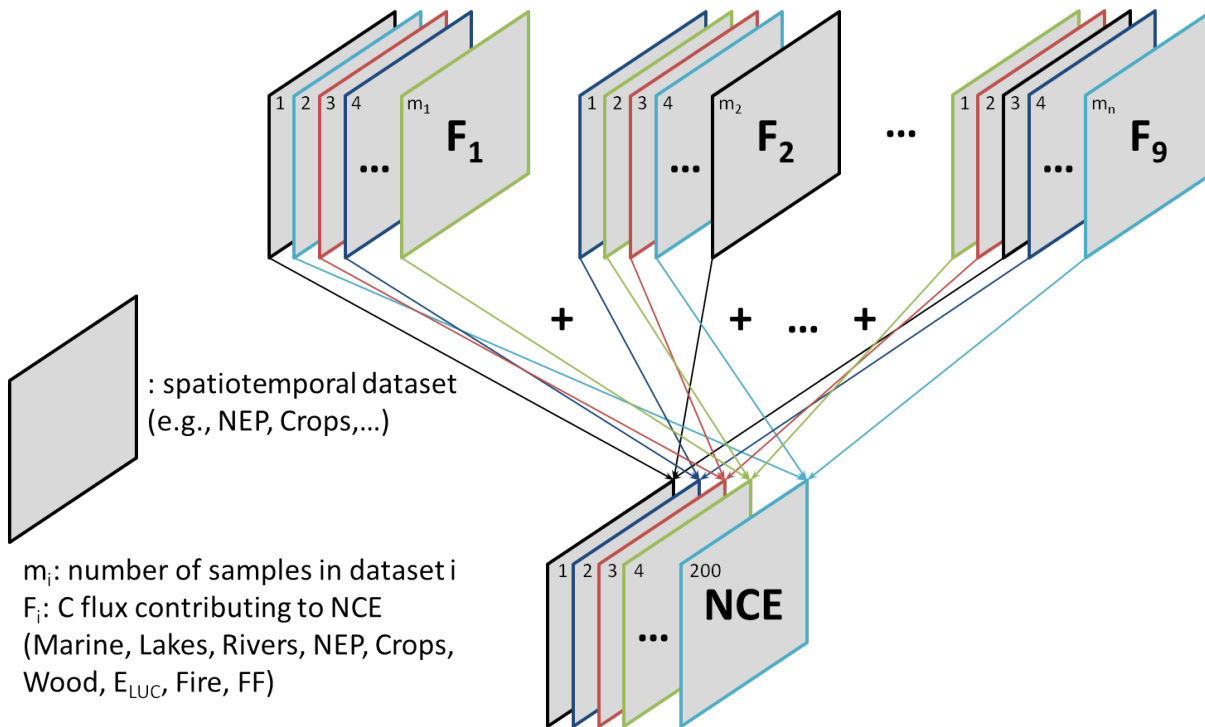 1 2 3 4 m1 ... F1
1 2 3 4 m2 ... F2
...
1 2 3 4 mn ... F9
+ + ... +
: spatiotemporal dataset
(e.g., NEP, Crops,...)
mi: number of samples in dataset i
Fi: C flux contributing to NCE
(Marine, Lakes, Rivers, NEP, Crops,
Wood, ELUC, Fire, FF)
1 2 3 4 200
... NCE